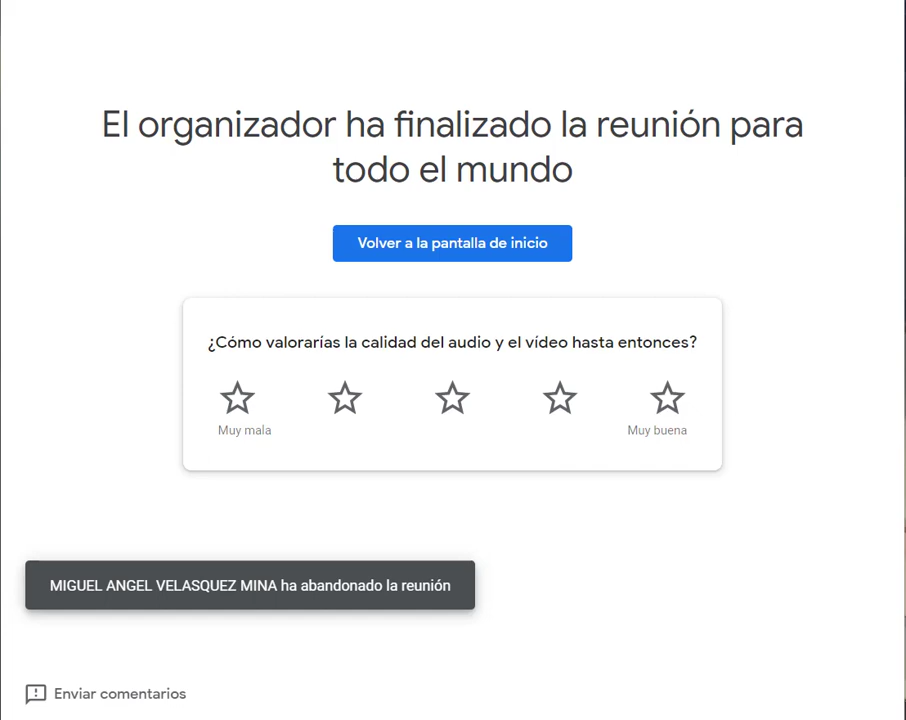 El organizador ha finalizado la reunión para
todo el mundo
Volver a la pantalla de inicio
¿Cómo valorarías la calidad del audio y el vídeo hasta entonces?
Muy mala
Muy buena
MIGUEL ANGEL VELASQUEZ MINA ha abandonado la reunión
Enviar comentarios